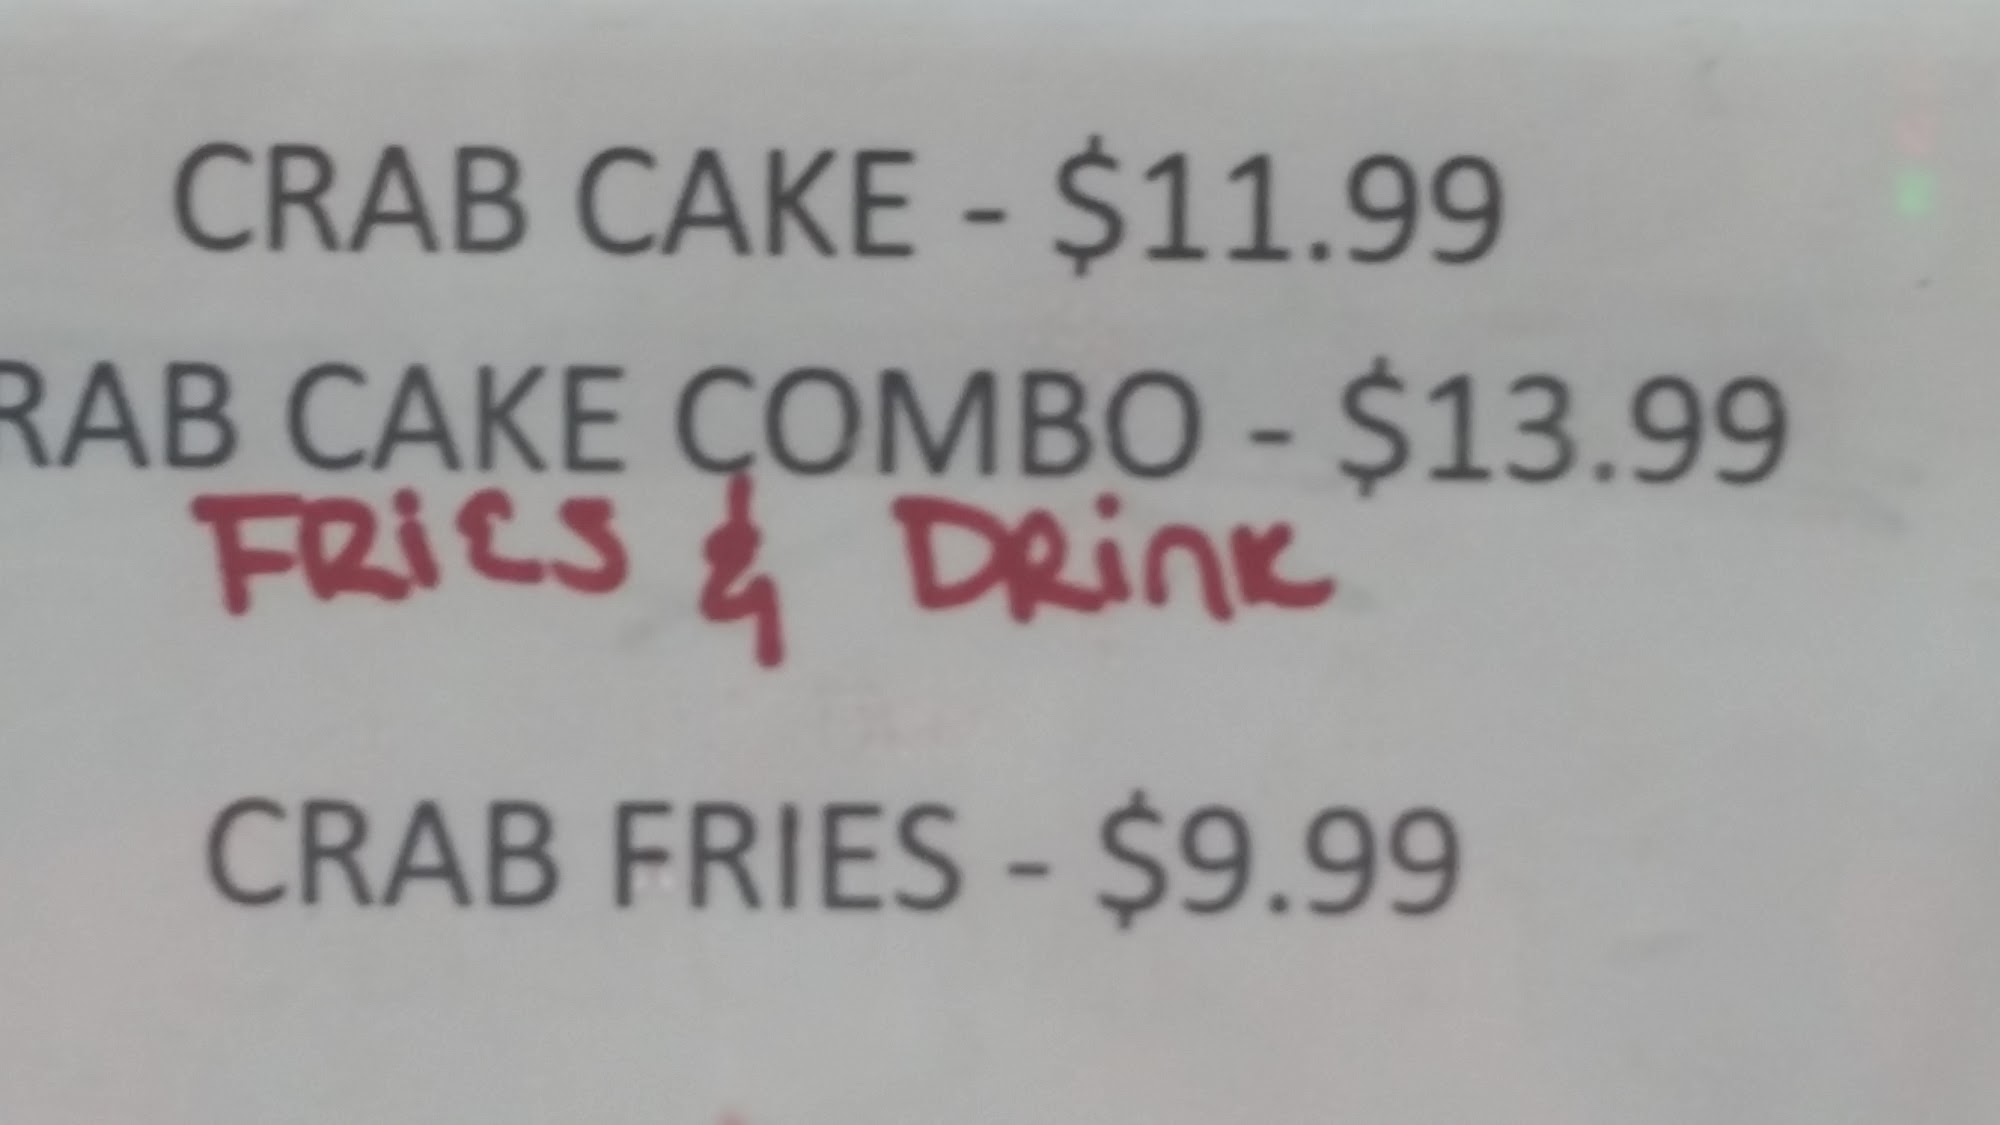 CRAB CAKE - $11.99
RAB CAKE COMBO - $13.99
FRiES & DRinK
CRAB FRIES - $9.99